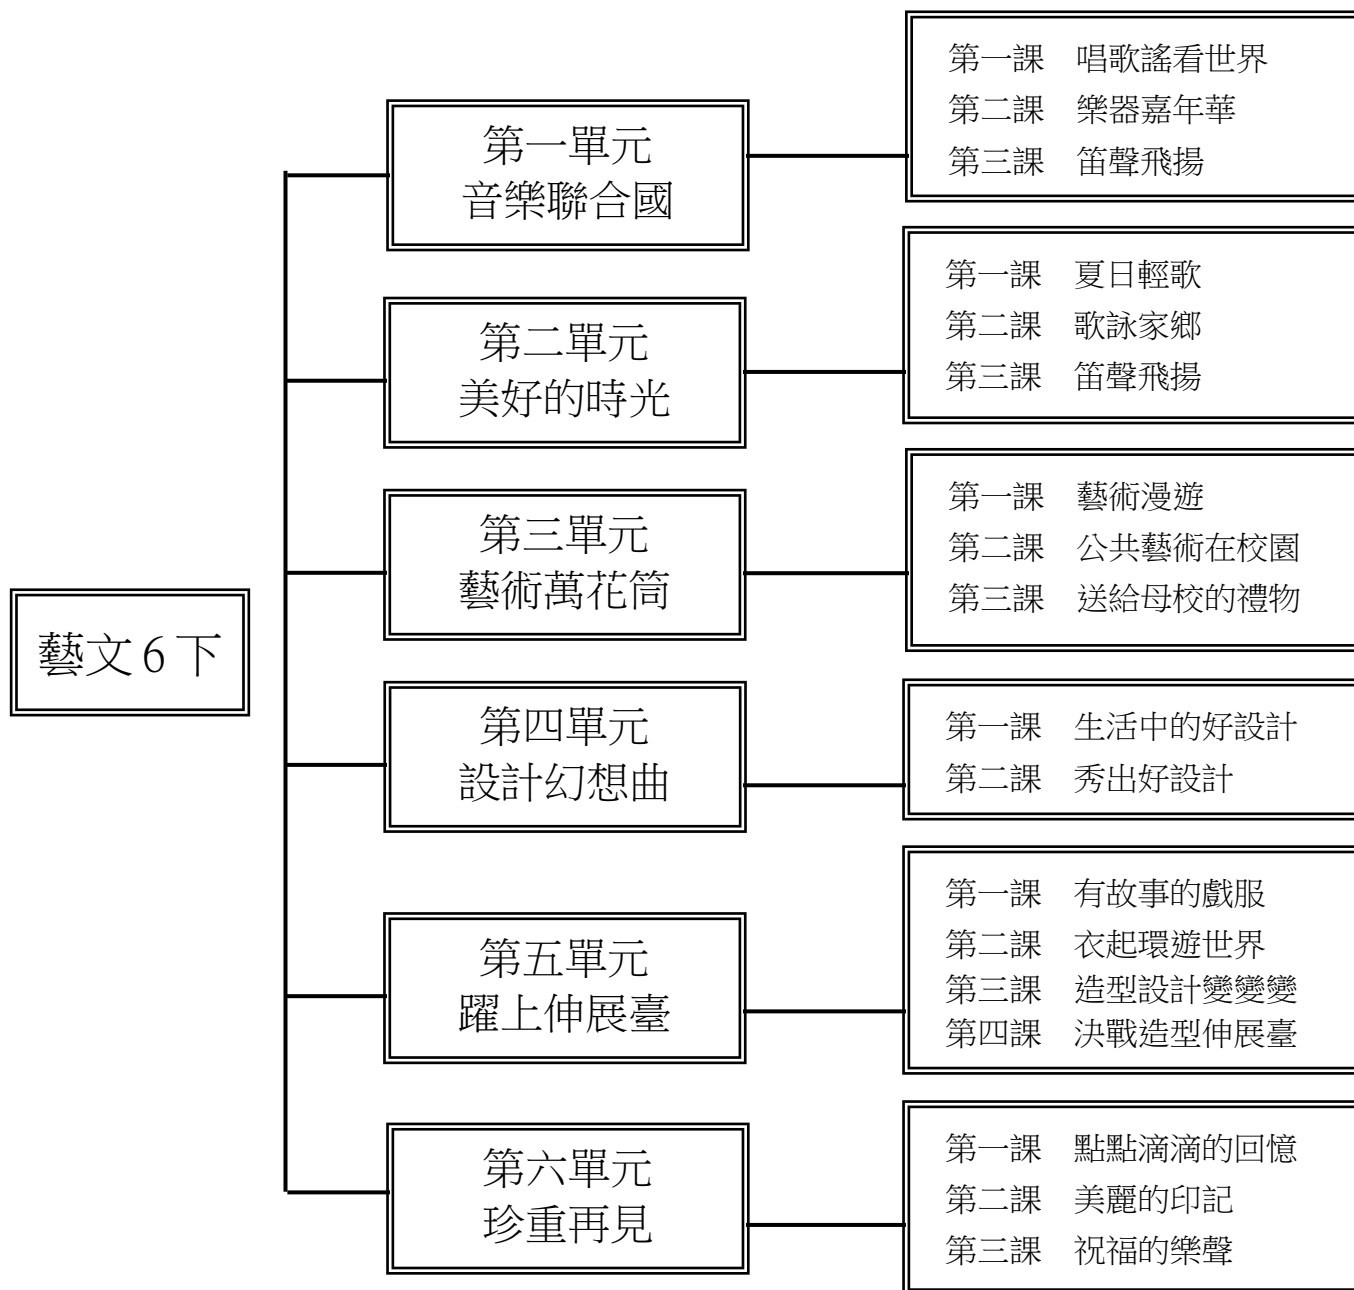 藝文6下
第一單元
音樂聯合國
第一課　唱歌謠看世界
第二課　樂器嘉年華
第三課　笛聲飛揚
第二單元
美好的時光
第一課　夏日輕歌
第二課　歌詠家鄉
第三課　笛聲飛揚
第三單元
藝術萬花筒
第一課　藝術漫遊
第二課　公共藝術在校園
第三課　送給母校的禮物
第四單元
設計幻想曲
第一課　生活中的好設計
第二課　秀出好設計
第五單元
躍上伸展臺
第一課　有故事的戲服
第二課　衣起環遊世界
第三課　造型設計變變變
第四課　決戰造型伸展臺
第六單元
珍重再見
第一課　點點滴滴的回憶
第二課　美麗的印記
第三課　祝福的樂聲